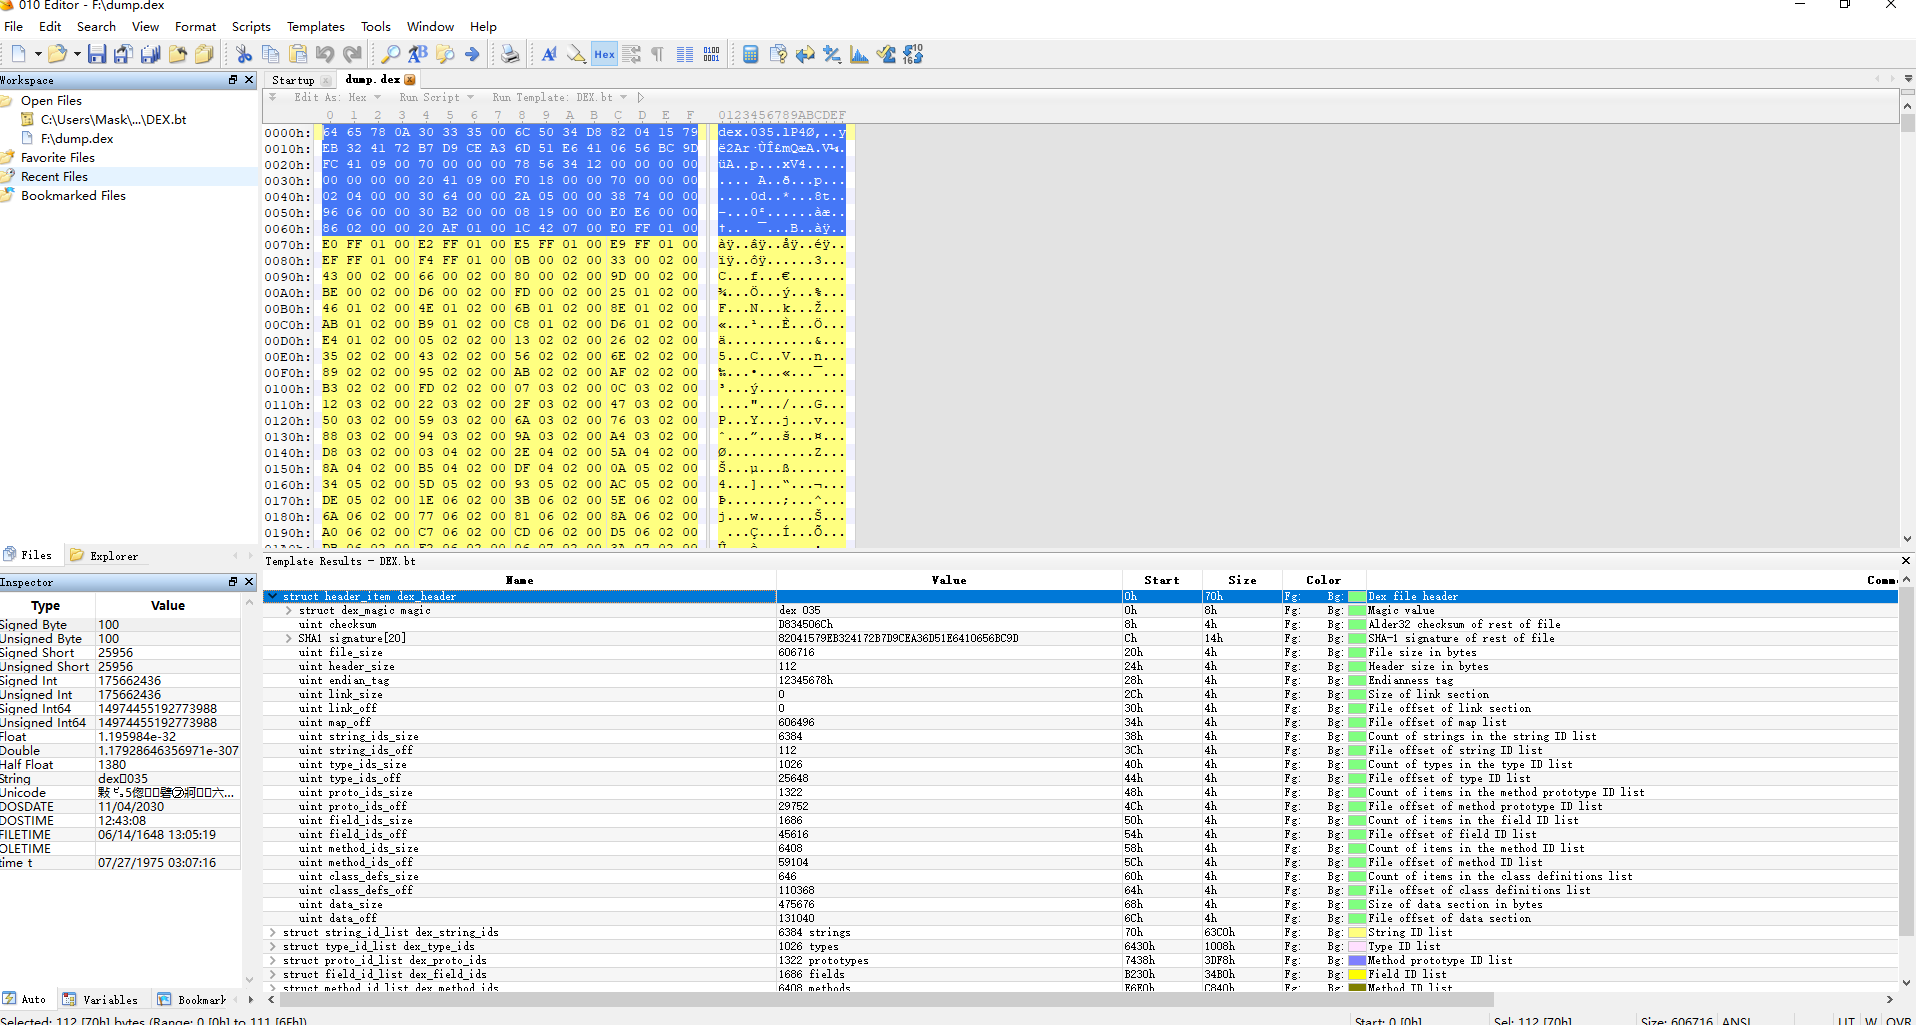 010 Editor - F:\dump.dex
File Edit Search View Format Scripts Templates Tools Window Help
Workspace
Open Files
C:\Users\Mask\...\DEX.bt
F:\dump.dex
Favorite Files
Recent Files
Bookmarked Files
Files Explorer
Startup dump.dex
Edit As: Hex Run Script Run Template: DEX.bt
0 1 2 3 4 5 6 7 8 9 A B C D E F 0123456789ABCDEF
0000h: 64 65 78 0A 30 33 35 00 6C 50 34 D8 82 04 15 79 dex.035.lP4Ø‚..y
0010h: EB 32 41 72 B7 D9 CE A3 6D 51 E6 41 06 56 BC 9D ë2Ar·ÙÎ£mQæA.V¼.
0020h: FC 41 09 00 70 00 00 00 78 56 34 12 00 00 00 00 üA..p...xV4.....
0030h: 00 00 00 00 20 41 09 00 F0 18 00 00 70 00 00 00 .... A..ð...p...
0040h: 02 04 00 00 30 64 00 00 2A 05 00 00 38 74 00 00 ....0d..*...8t..
0050h: 96 06 00 00 30 B2 00 00 08 19 00 00 E0 E6 00 00 –...0²......àæ..
0060h: 86 02 00 00 20 AF 01 00 1C 42 07 00 E0 FF 01 00 †... ¯...B..àÿ..
0070h: E0 FF 01 00 E2 FF 01 00 E5 FF 01 00 E9 FF 01 00 àÿ..âÿ..åÿ..éÿ..
0080h: EF FF 01 00 F4 FF 01 00 0B 00 02 00 33 00 02 00 ïÿ..ôÿ......3...
0090h: 43 00 02 00 66 00 02 00 80 00 02 00 9D 00 02 00 C...f...€.......
00A0h: BE 00 02 00 D6 00 02 00 FD 00 02 00 25 01 02 00 ¾...Ö...ý...%...
00B0h: 46 01 02 00 4E 01 02 00 6B 01 02 00 8E 01 02 00 F...N...k...Ž...
00C0h: AB 01 02 00 B9 01 02 00 C8 01 02 00 D6 01 02 00 «...¹...È...Ö...
00D0h: E4 01 02 00 05 02 02 00 13 02 02 00 26 02 02 00 ä...........&...
00E0h: 35 02 02 00 43 02 02 00 56 02 02 00 6E 02 02 00 5...C...V...n...
00F0h: 89 02 02 00 95 02 02 00 AB 02 02 00 AF 02 02 00 ‰...•...«...¯...
0100h: B3 02 02 00 FD 02 02 00 07 03 02 00 0C 03 02 00 ³...ý...........
0110h: 12 03 02 00 22 03 02 00 2F 03 02 00 47 03 02 00 ....".../...G...
0120h: 50 03 02 00 59 03 02 00 6A 03 02 00 76 03 02 00 P...Y...j...v...
0130h: 88 03 02 00 94 03 02 00 9A 03 02 00 A4 03 02 00 ˆ...”...š...¤...
0140h: D8 03 02 00 03 04 02 00 2E 04 02 00 5A 04 02 00 Ø...........Z...
0150h: 8A 04 02 00 B5 04 02 00 DF 04 02 00 0A 05 02 00 Š...µ...ß.......
0160h: 34 05 02 00 5D 05 02 00 93 05 02 00 AC 05 02 00 4...]...“...¬...
0170h: DE 05 02 00 1E 06 02 00 3B 06 02 00 5E 06 02 00 Þ.......;...^...
0180h: 6A 06 02 00 77 06 02 00 81 06 02 00 8A 06 02 00 j...w.......Š...
0190h: A0 06 02 00 C7 06 02 00 CD 06 02 00 D5 06 02 00 ....Ç...Í...Õ...
Inspector
Type Value
Signed Byte 100
Unsigned Byte 100
Signed Short 25956
Unsigned Short 25956
Signed Int 175662436
Unsigned Int 175662436
Signed Int64 14974455192773988
Unsigned Int64 14974455192773988
Float 1.195984e-32
Double 1.17928646356971e-307
Half Float 1380
String dex035
Unicode
DOSDATE 11/04/2030
DOSTIME 12:43:08
FILETIME 06/14/1648 13:05:19
OLETIME
time t 07/27/1975 03:07:16
Auto Variables Bookmark
Template Results - DEX.bt
Name Value Start Size Color Comm
struct header_item dex_header 0h 70h Fg: Bg: Dex file header
struct dex_magic magic dex 035 0h 8h Fg: Bg: Magic value
uint checksum D834506Ch 8h 4h Fg: Bg: Alder32 checksum of rest of file
SHA1 signature[20] 82041579EB324172B7D9CEA36D51E6410656BC9D Ch 14h Fg: Bg: SHA-1 signature of rest of file
uint file_size 606716 20h 4h Fg: Bg: File size in bytes
uint header_size 112 24h 4h Fg: Bg: Header size in bytes
uint endian_tag 12345678h 28h 4h Fg: Bg: Endianness tag
uint link_size 0 2Ch 4h Fg: Bg: Size of link section
uint link_off 0 30h 4h Fg: Bg: File offset of link section
uint map_off 606496 34h 4h Fg: Bg: File offset of map list
uint string_ids_size 6384 38h 4h Fg: Bg: Count of strings in the string ID list
uint string_ids_off 112 3Ch 4h Fg: Bg: File offset of string ID list
uint type_ids_size 1026 40h 4h Fg: Bg: Count of types in the type ID list
uint type_ids_off 25648 44h 4h Fg: Bg: File offset of type ID list
uint proto_ids_size 1322 48h 4h Fg: Bg: Count of items in the method prototype ID list
uint proto_ids_off 29752 4Ch 4h Fg: Bg: File offset of method prototype ID list
uint field_ids_size 1686 50h 4h Fg: Bg: Count of items in the field ID list
uint field_ids_off 45616 54h 4h Fg: Bg: File offset of field ID list
uint method_ids_size 6408 58h 4h Fg: Bg: Count of items in the method ID list
uint method_ids_off 59104 5Ch 4h Fg: Bg: File offset of method ID list
uint class_defs_size 646 60h 4h Fg: Bg: Count of items in the class definitions list
uint class_defs_off 110368 64h 4h Fg: Bg: File offset of class definitions list
uint data_size 475676 68h 4h Fg: Bg: Size of data section in bytes
uint data_off 131040 6Ch 4h Fg: Bg: File offset of data section
struct string_id_list dex_string_ids 6384 strings 70h 63C0h Fg: Bg: String ID list
struct type_id_list dex_type_ids 1026 types 6430h 1008h Fg: Bg: Type ID list
struct proto_id_list dex_proto_ids 1322 prototypes 7438h 3DF8h Fg: Bg: Method prototype ID list
struct field_id_list dex_field_ids 1686 fields B230h 34B0h Fg: Bg: Field ID list
struct method_id_list dex_method_ids 6408 methods E6E0h C840h Fg: Bg: Method ID list
Selected: 112 [70h] bytes (Range: 0 [0h] to 111 [6Fh]) Start: 0 [0h] Sel: 112 [70h] Size: 606716 ANSI LIT W OVR